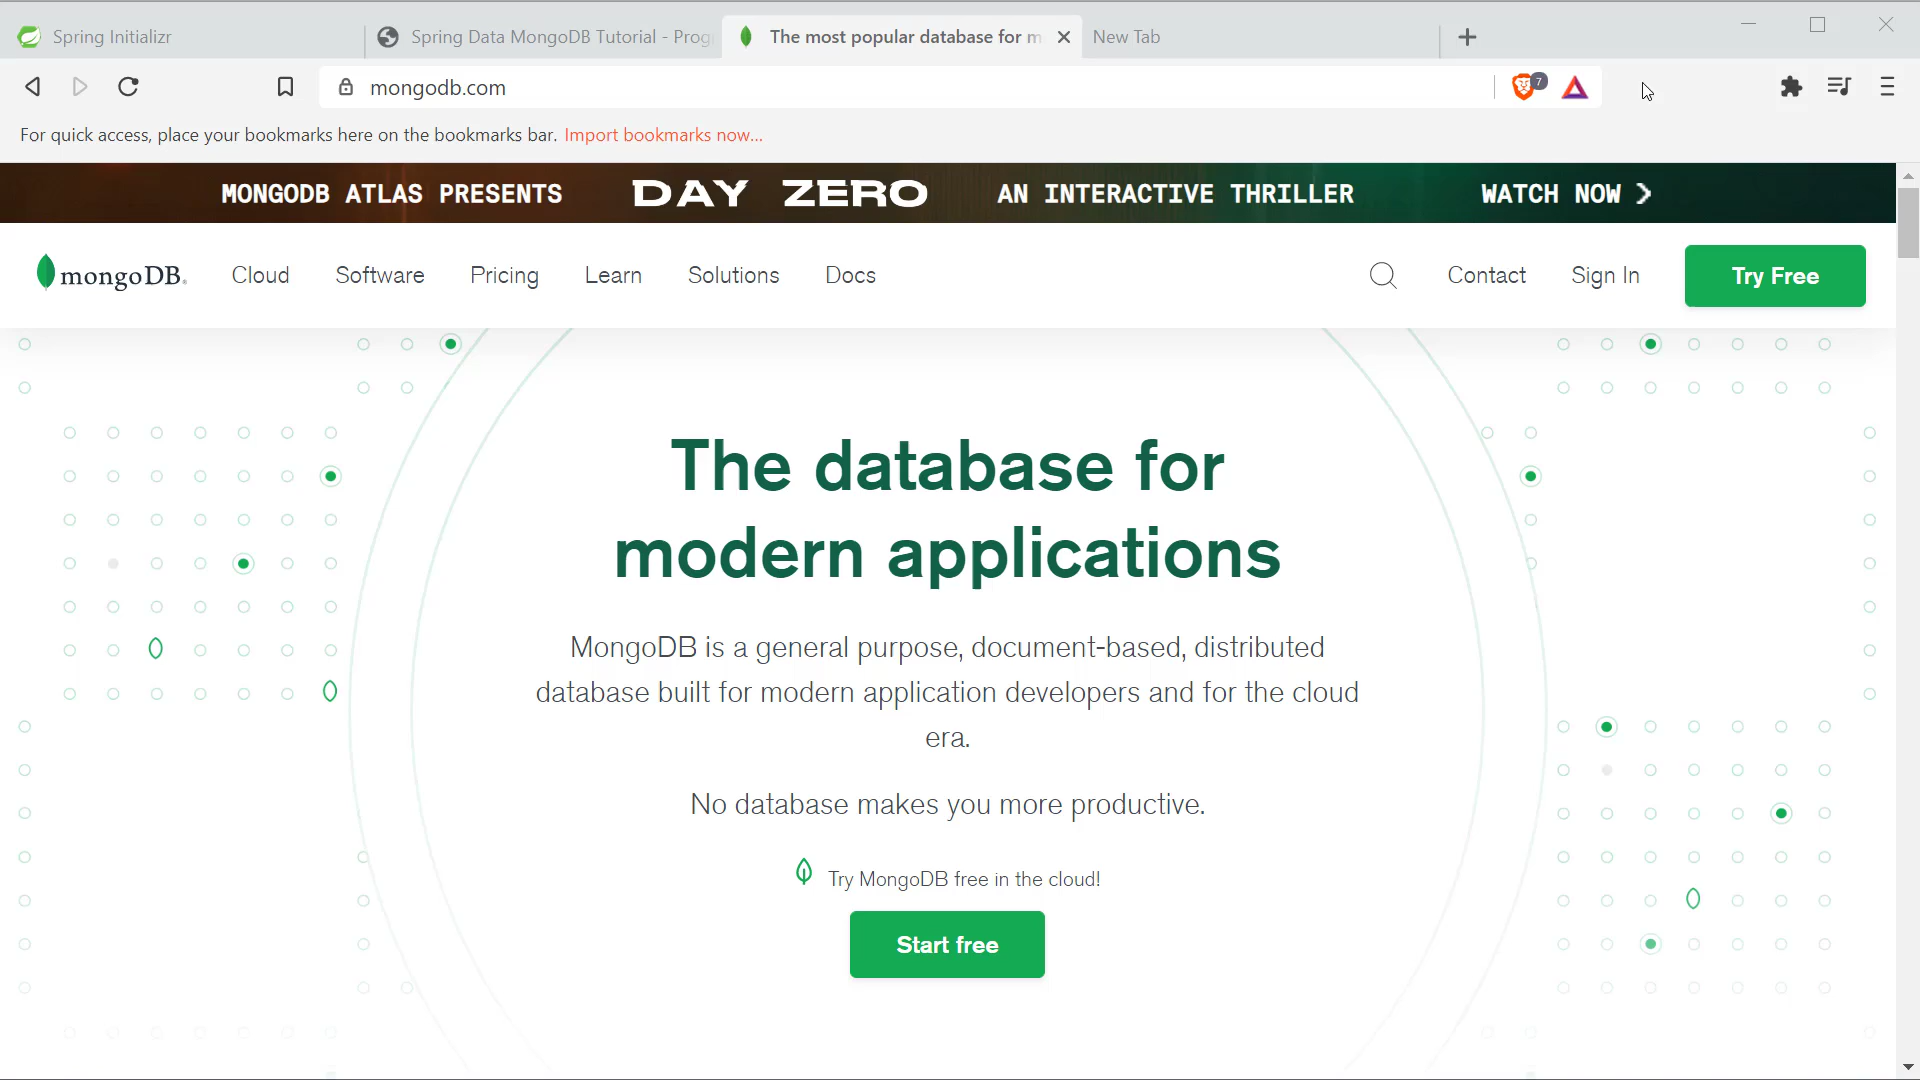 Spring Initializr
Spring Data MongoDB Tutorial - Prog
The most popular database for m
New Tab
mongodb.com
7
For quick access, place your bookmarks here on the bookmarks bar. Import bookmarks now...
MONGODB ATLAS PRESENTS DAY ZERO AN INTERACTIVE THRILLER WATCH NOW
mongoDB. Cloud Software Pricing Learn Solutions Docs Contact Sign In Try Free
The database for
modern applications
MongoDB is a general purpose, document-based, distributed
database built for modern application developers and for the cloud
era.
No database makes you more productive.
Try MongoDB free in the cloud!
Start free